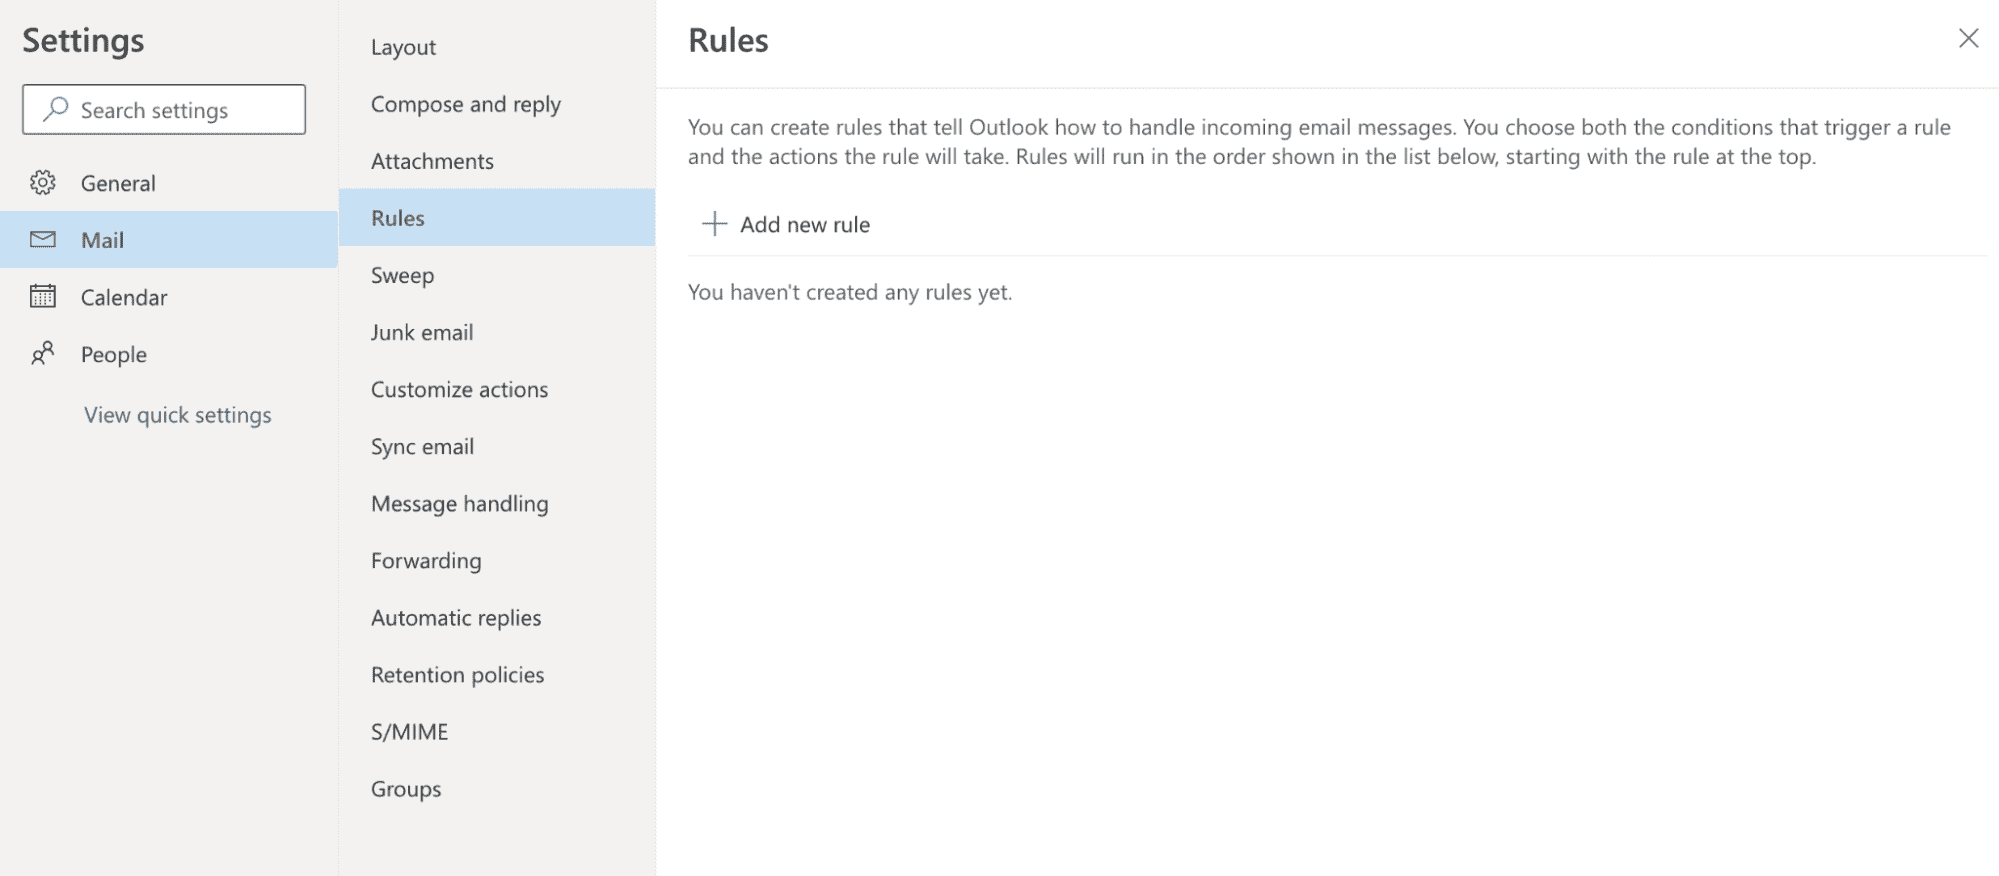 Settings
Search settings
General
Mail
Calendar
People
View quick settings
Layout
Compose and reply
Attachments
Rules
Sweep
Junk email
Customize actions
Sync email
Message handling
Forwarding
Automatic replies
Retention policies
S/MIME
Groups
Rules
You can create rules that tell Outlook how to handle incoming email messages. You choose both the conditions that trigger a rule
and the actions the rule will take. Rules will run in the order shown in the list below, starting with the rule at the top.
Add new rule
You haven't created any rules yet.